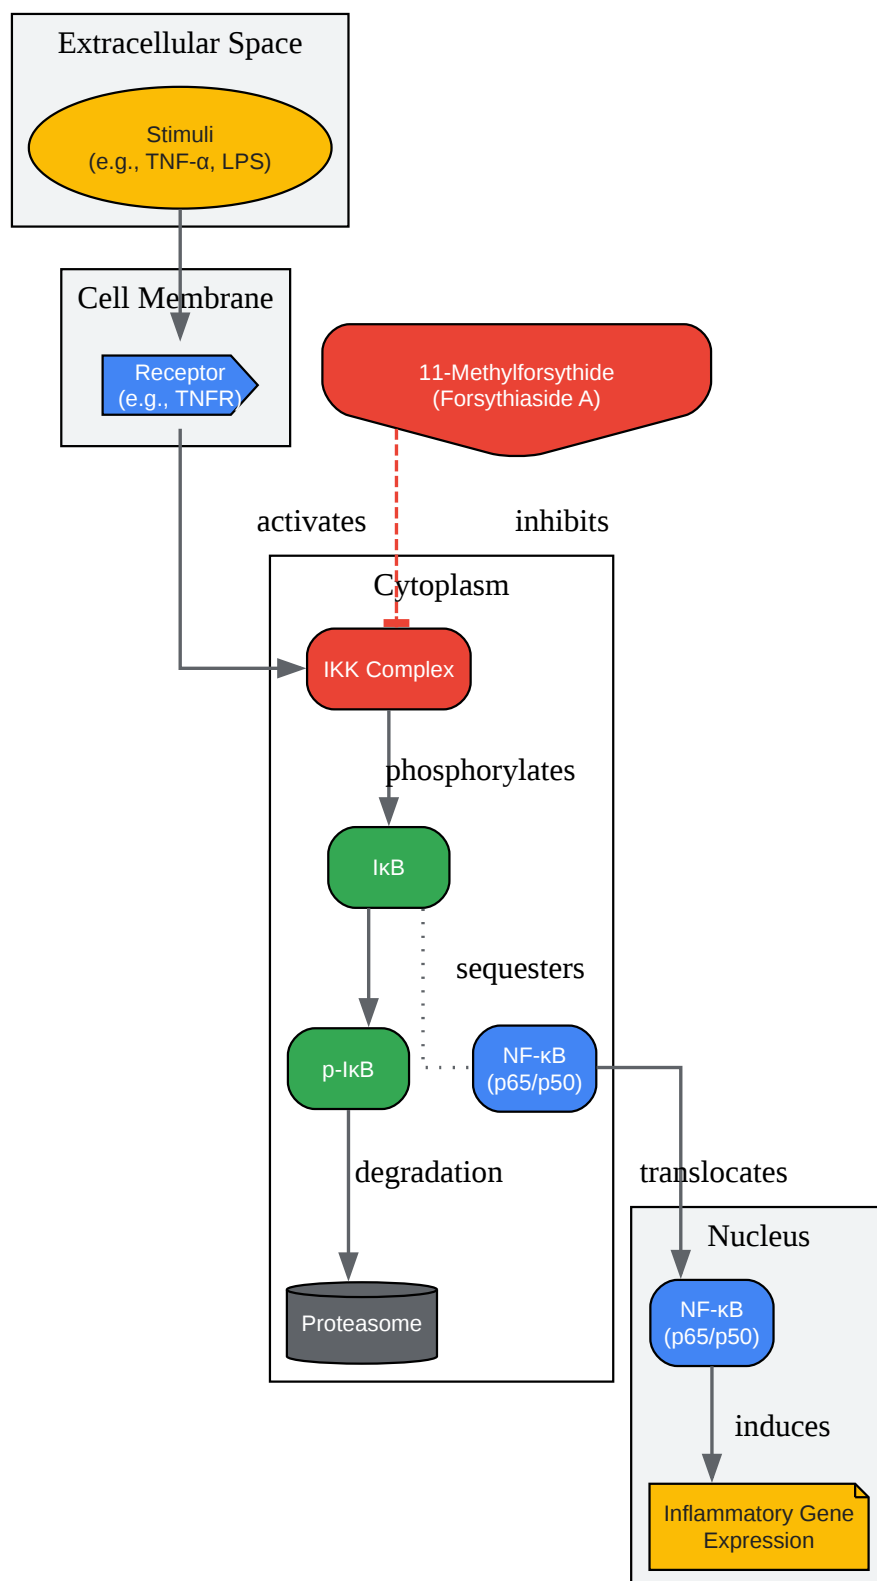 Extracellular Space
Stimuli
(e.g., TNF-α, LPS)
Cell Membrane
Receptor
(e.g., TNFR)
11-Methylforsythide
(Forsythiaside A)
activates
inhibits
Cytoplasm
IKK Complex
phosphorylates
IκB
sequesters
p-IκB
NF-κB
(p65/p50)
degradation
translocates
Nucleus
Proteasome
NF-κB
(p65/p50)
induces
Inflammatory Gene
Expression